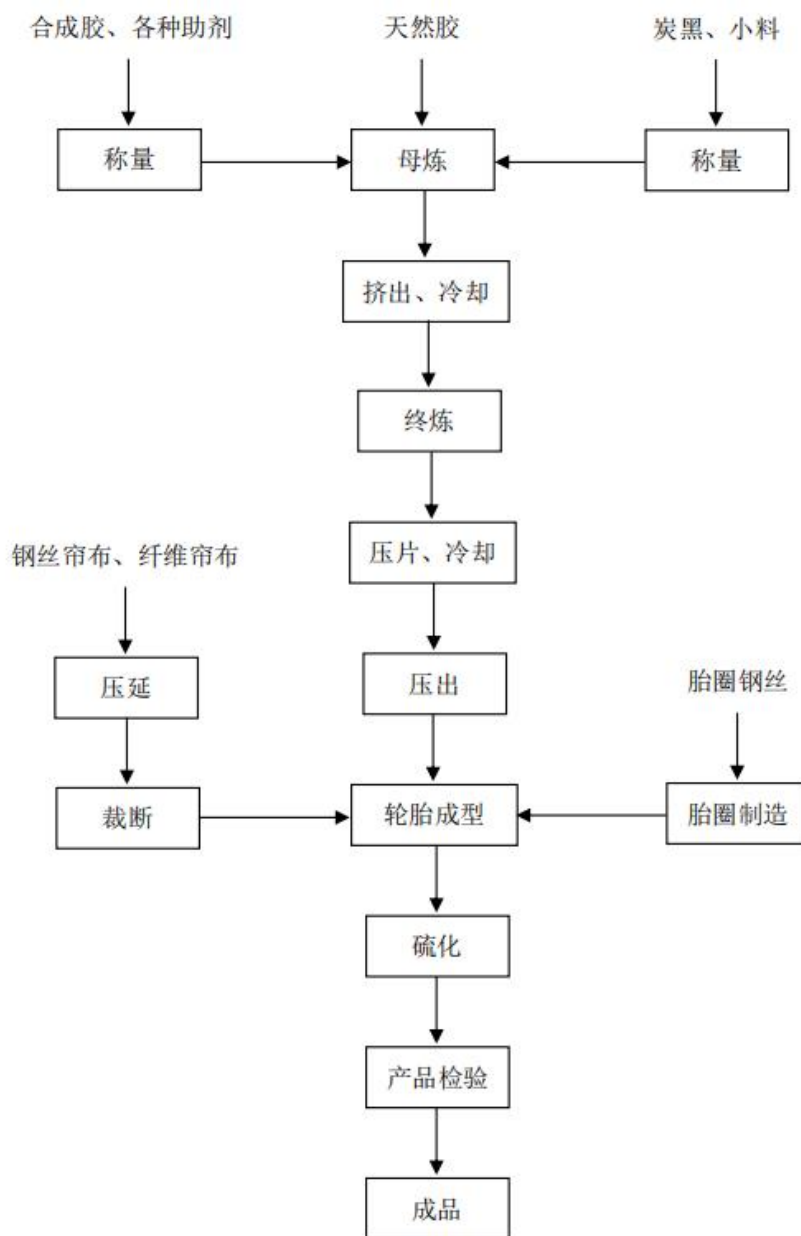 合成胶、各种助剂
天然胶
炭黑、小料
称量
母炼
称量
挤出、冷却
终炼
压片、冷却
钢丝帘布、纤维帘布
压延
压出
胎圈钢丝
裁断
轮胎成型
胎圈制造
硫化
产品检验
成品